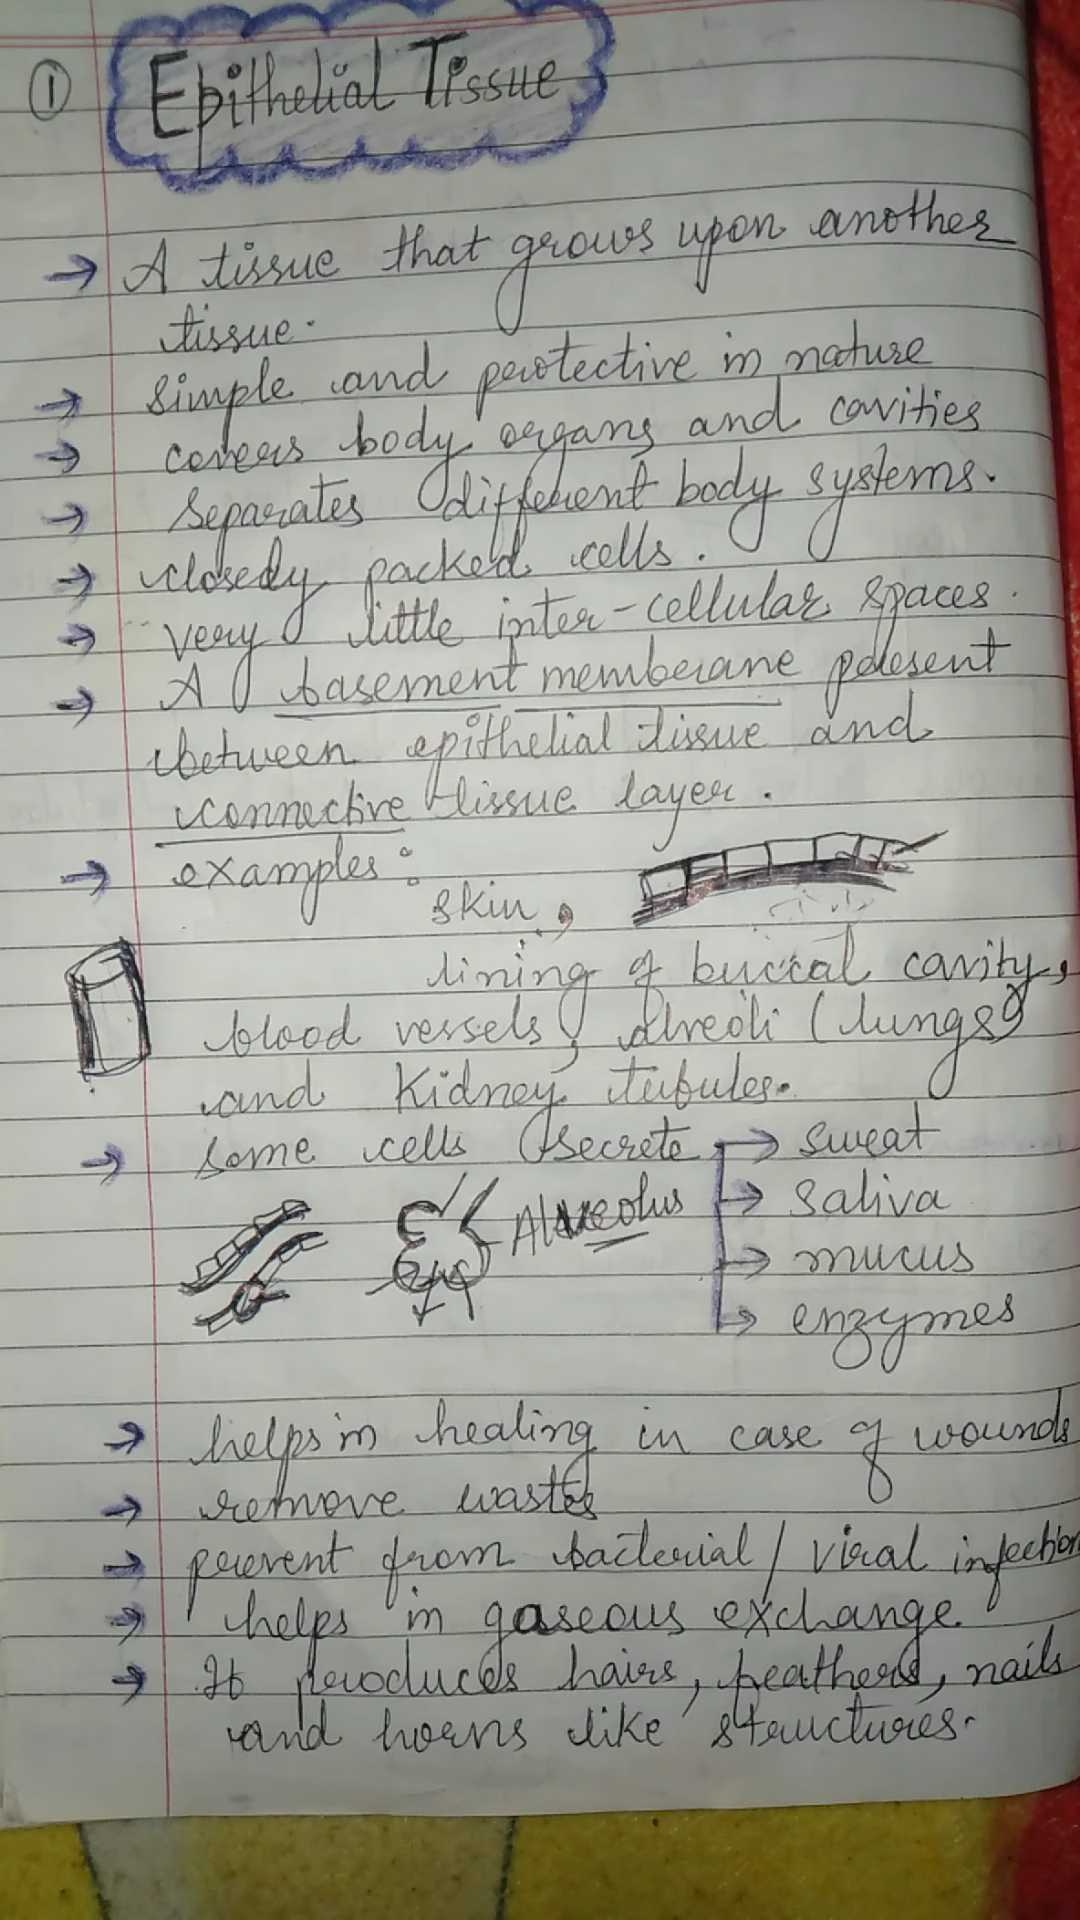 ① Epithelial Tissue
→ A tissue that grows upon another
tissue.
→ simple and protective in nature
→ covers body organs and cavities
→ separates different body systems.
→ closely packed cells.
→ very little inter-cellular spaces.
→ A basement membrane present
between epithelial tissue and
connective tissue layer.
→ examples:
skin,
lining of buccal cavity,
blood vessels, alveoli (lungs)
and Kidney tubules.
→ some cells secrete → sweat
Alveolus → saliva
→ mucus
→ enzymes
→ helps in healing in case of wounds
→ remove wastes
→ prevent from bacterial/viral infection
→ helps in gaseous exchange.
→ It produces hairs, feathers, nails
and horns like structures.